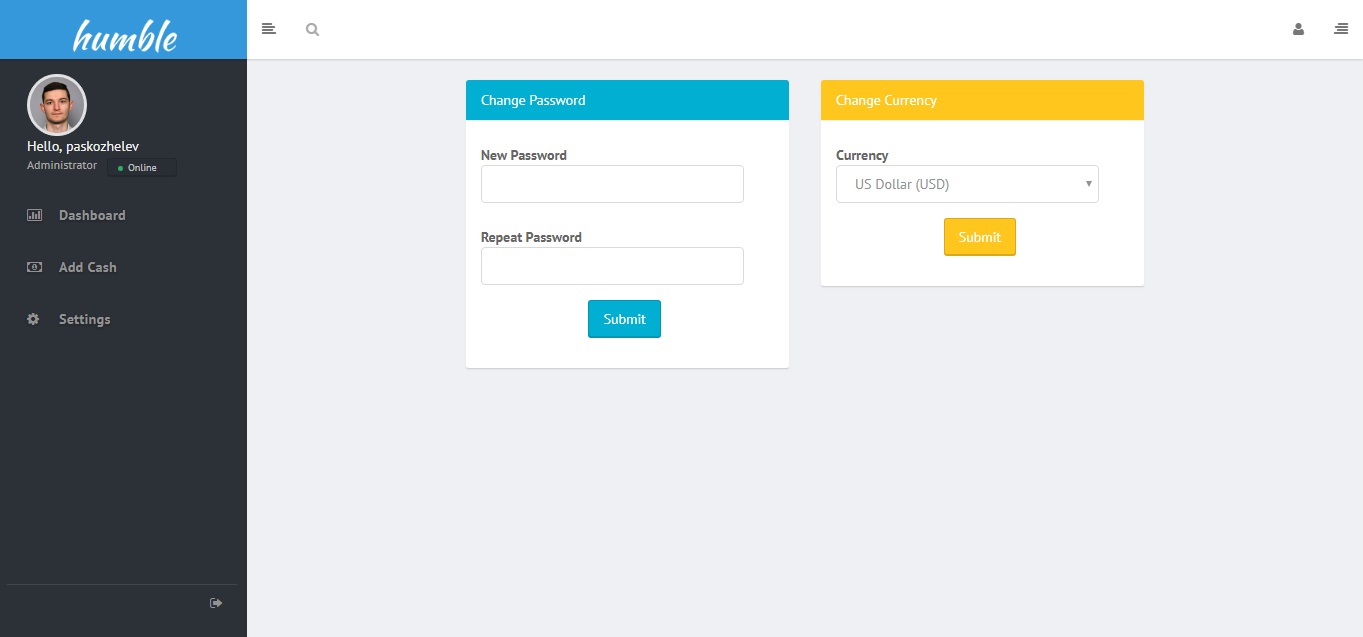 humble
Hello, paskozhelev
Administrator
Online
Dashboard
Add Cash
Settings
Change Password
New Password
Repeat Password
Submit
Change Currency
Currency
US Dollar (USD)
Submit